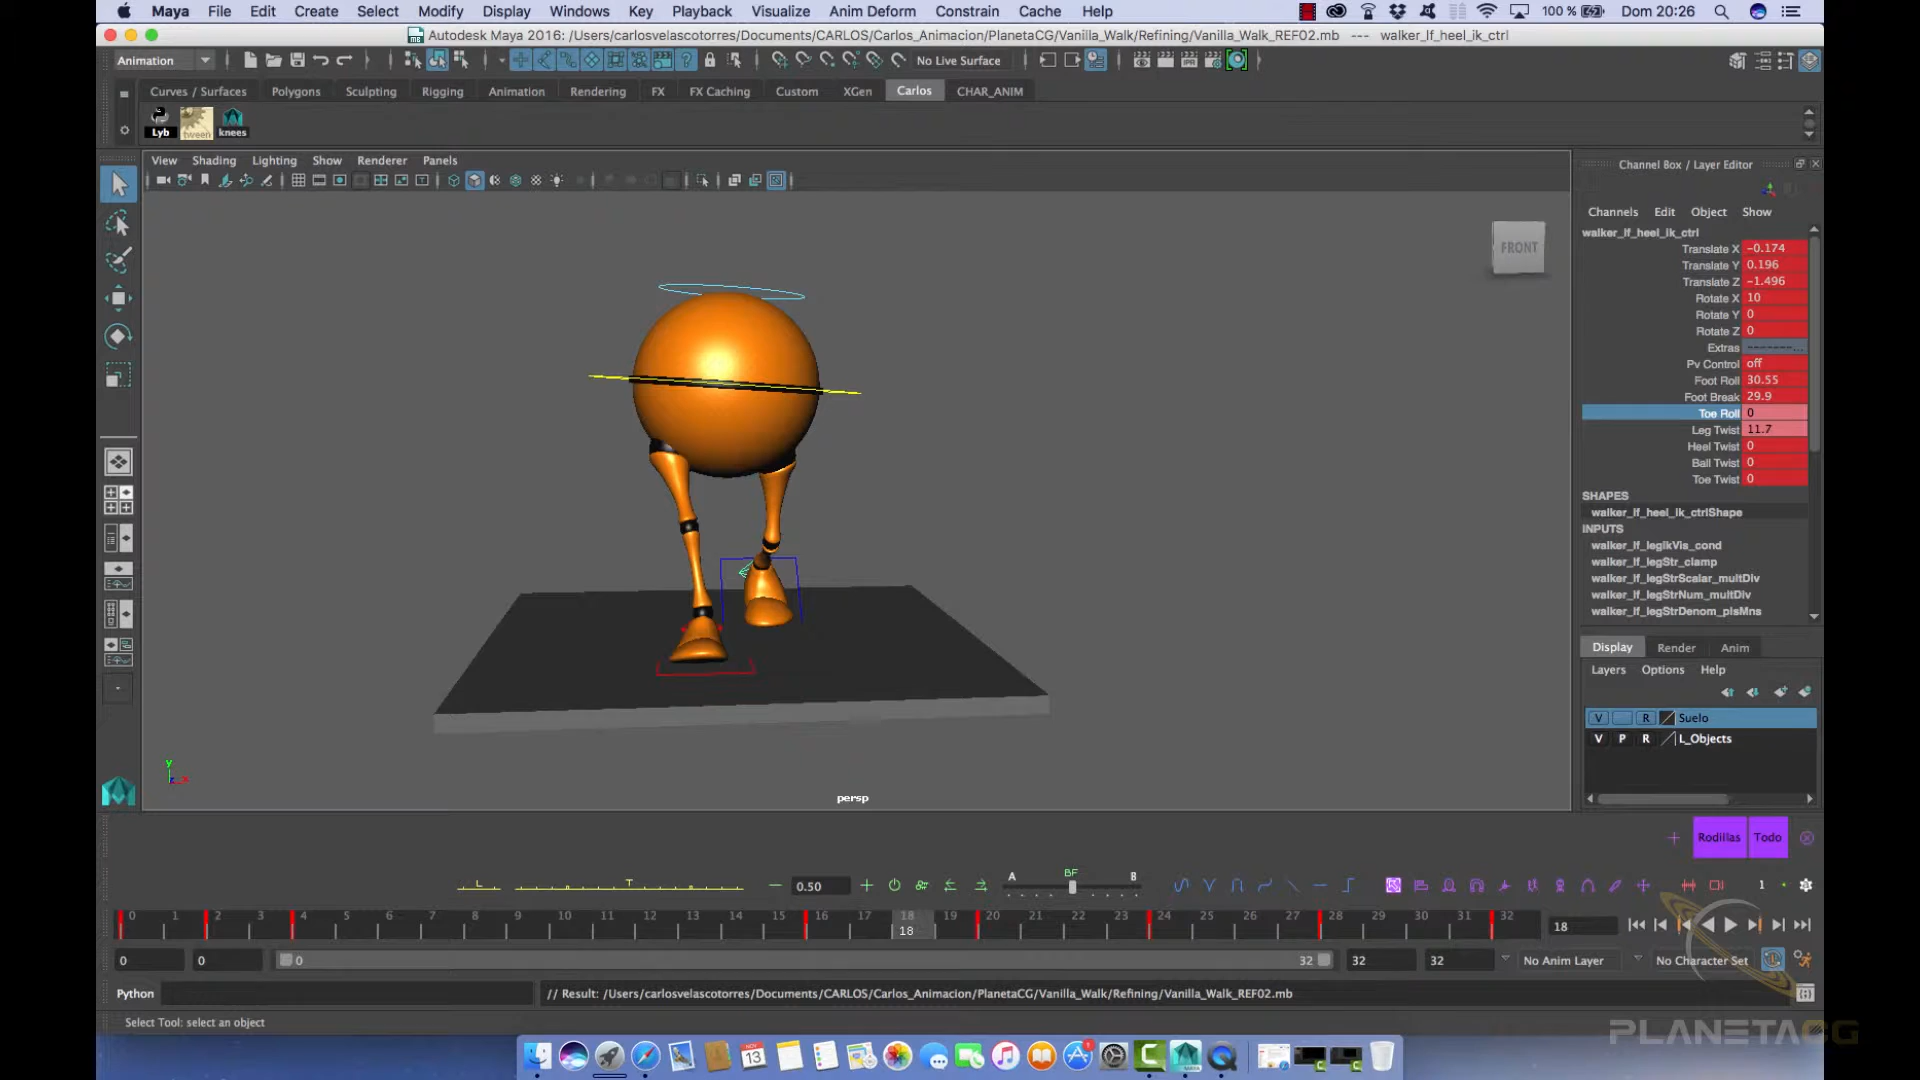 Maya File Edit Create Select Modify Display Windows Key Playback Visualize Anim Deform Constrain Cache Help 100 % Dom 20:26
Autodesk Maya 2016: /Users/carlosvelascotorres/Documents/CARLOS/Carlos_Animacion/PlanetaCG/Vanilla_Walk/Refining/Vanilla_Walk_REF02.mb --- walker_lf_heel_ik_ctrl
Animation No Live Surface
Curves / Surfaces Polygons Sculpting Rigging Animation Rendering FX FX Caching Custom XGen Carlos CHAR_ANIM
Lyb tween knees
View Shading Lighting Show Renderer Panels
Channel Box / Layer Editor
Channels Edit Object Show
walker_lf_heel_ik_ctrl
Translate X -0.174
Translate Y 0.196
Translate Z -1.496
Rotate X 10
Rotate Y 0
Rotate Z 0
Extras --------...
Pv Control off
Foot Roll 30.55
Foot Break 29.9
Toe Roll 0
Leg Twist 11.7
Heel Twist 0
Ball Twist 0
Toe Twist 0
SHAPES
walker_lf_heel_ik_ctrlShape
INPUTS
walker_lf_legIkVis_cond
walker_lf_legStr_clamp
walker_lf_legStrScalar_multDiv
walker_lf_legStrNum_multDiv
walker_lf_legStrDenom_plsMns
FRONT
Display Render Anim
Layers Options Help
V R Suelo
V P R L_Objects
y
x
persp
Rodillas Todo
L T 0.50 A BF B 1
0 1 2 3 4 5 6 7 8 9 10 11 12 13 14 15 16 17 18 19 20 21 22 23 24 25 26 27 28 29 30 31 32
18 18
0 0 0 32 32 32 No Anim Layer No Character Set
Python // Result: /Users/carlosvelascotorres/Documents/CARLOS/Carlos_Animacion/PlanetaCG/Vanilla_Walk/Refining/Vanilla_Walk_REF02.mb
Select Tool: select an object
PLANETACG
NOV
13